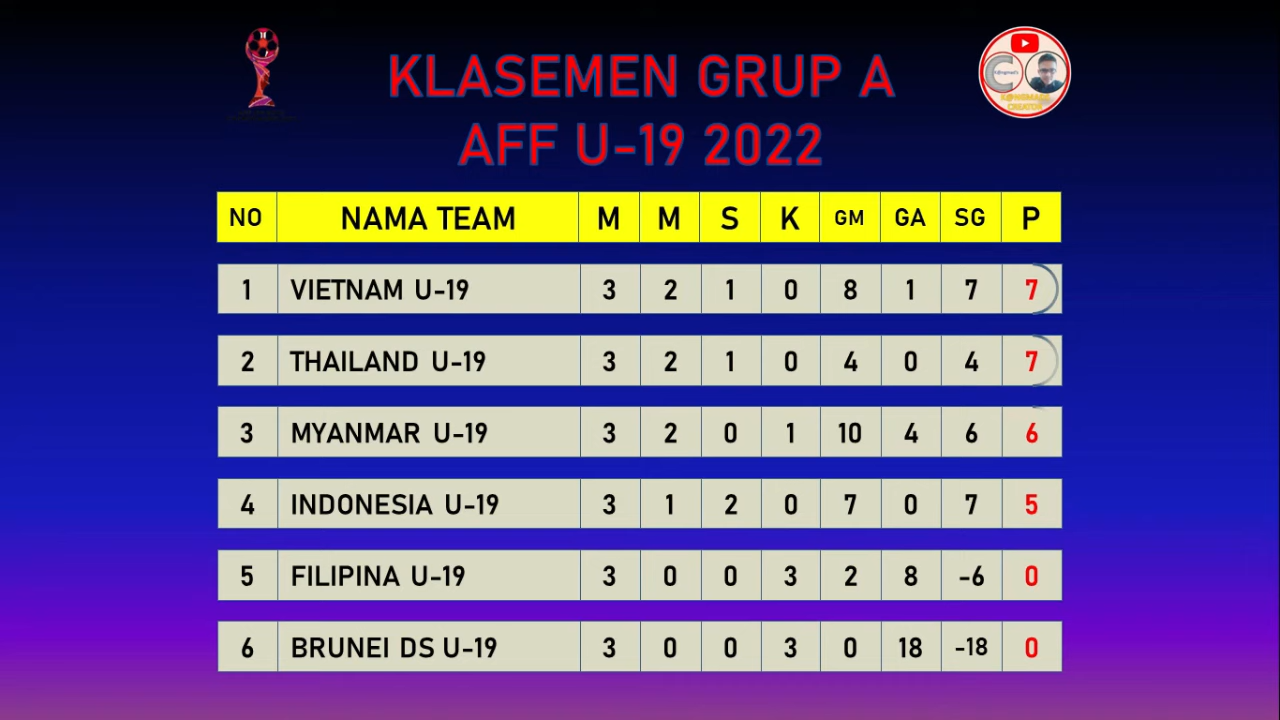 KLASEMEN GRUP A
AFF U-19 2022
NO NAMA TEAM M M S K GM GA SG P
1 VIETNAM U-19 3 2 1 0 8 1 7 7
2 THAILAND U-19 3 2 1 0 4 0 4 7
3 MYANMAR U-19 3 2 0 1 10 4 6 6
4 INDONESIA U-19 3 1 2 0 7 0 7 5
5 FILIPINA U-19 3 0 0 3 2 8 -6 0
6 BRUNEI DS U-19 3 0 0 3 0 18 -18 0